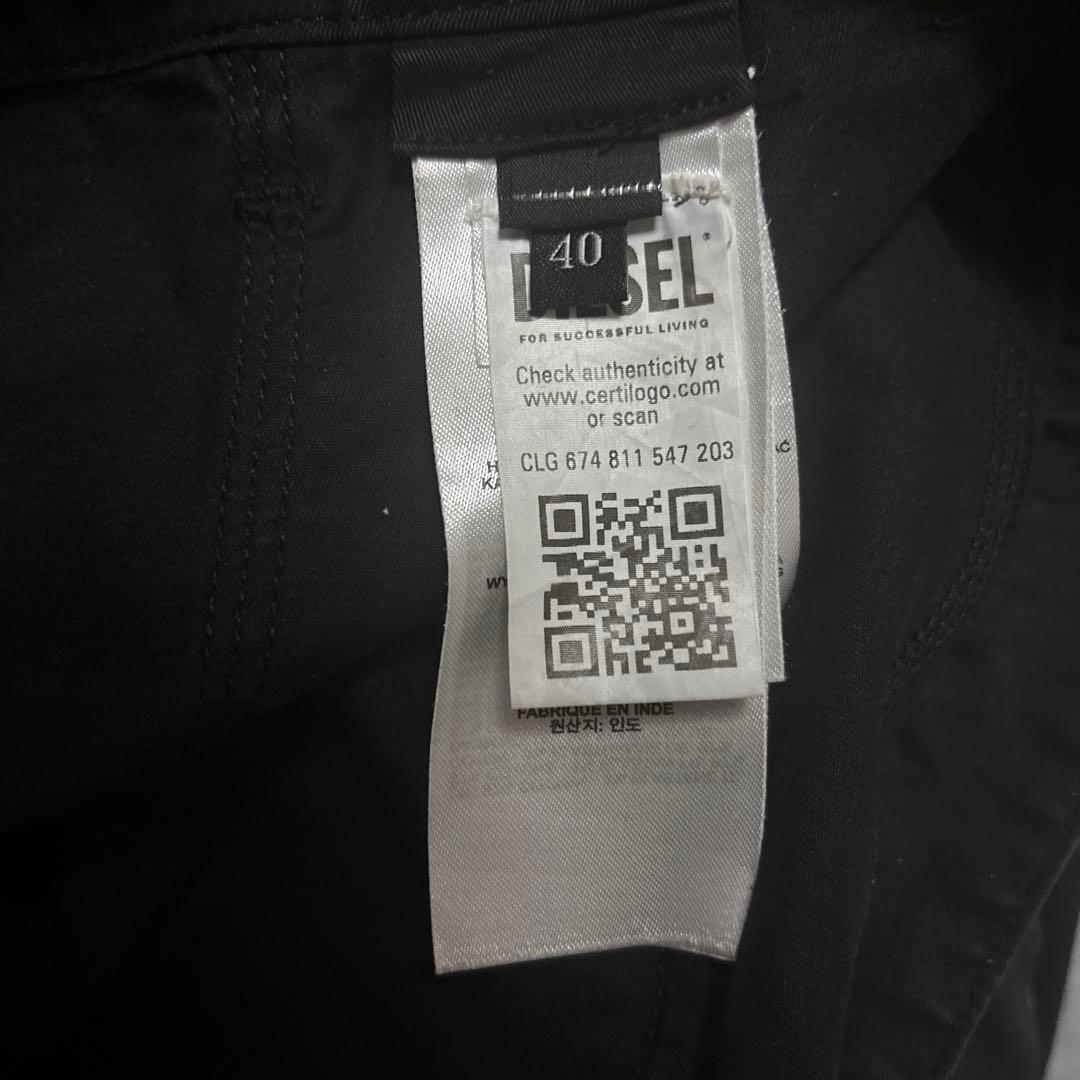 40
DIESEL
FOR SUCCESSFUL LIVING
Check authenticity at
www.certilogo.com
or scan
CLG 674 811 547 203
FABRIQUE EN INDE
원산지: 인도